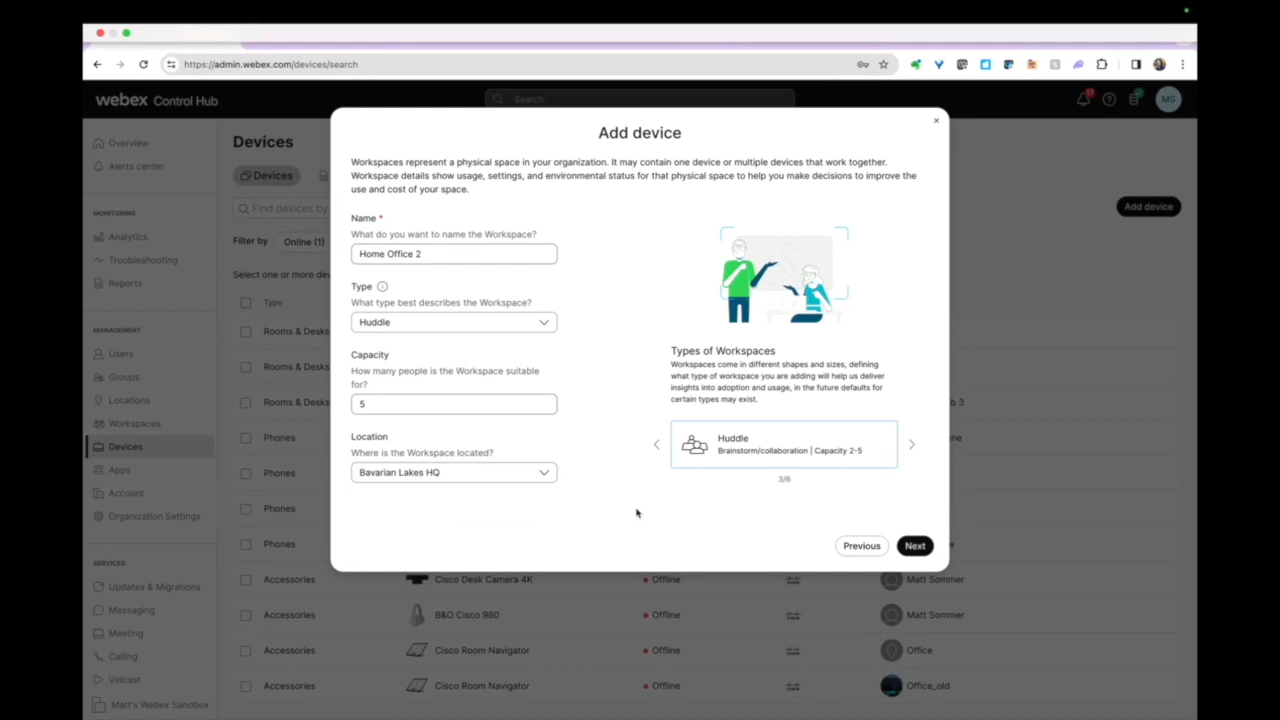 https://admin.webex.com/devices/search
webex Control Hub
Search
17
MS
Overview
Alerts center
MONITORING
Analytics
Troubleshooting
Reports
MANAGEMENT
Users
Groups
Locations
Workspaces
Devices
Apps
Account
Organization Settings
SERVICES
Updates & Migrations
Messaging
Meeting
Calling
Vidcast
Matt's Webex Sandbox
Devices
Devices
Find devices by
Add device
Filter by Online (1)
Select one or more
Type
Rooms & Desks
Rooms & Desks
Rooms & Desks b 3
Phones
Phones
Phones
Phones
Accessories Cisco Desk Camera 4K Offline Matt Sommer
Accessories B&O Cisco 980 Offline Matt Sommer
Accessories Cisco Room Navigator Offline Office
Accessories Cisco Room Navigator Offline Office_old
Add device
Workspaces represent a physical space in your organization. It may contain one device or multiple devices that work together.
Workspace details show usage, settings, and environmental status for that physical space to help you make decisions to improve the
use and cost of your space.
Name *
What do you want to name the Workspace?
Home Office 2
Type
What type best describes the Workspace?
Huddle
Capacity
How many people is the Workspace suitable
for?
5
Location
Where is the Workspace located?
Bavarian Lakes HQ
Types of Workspaces
Workspaces come in different shapes and sizes, defining
what type of workspace you are adding will help us deliver
insights into adoption and usage, in the future defaults for
certain types may exist.
Huddle
Brainstorm/collaboration | Capacity 2-5
3/6
Previous
Next